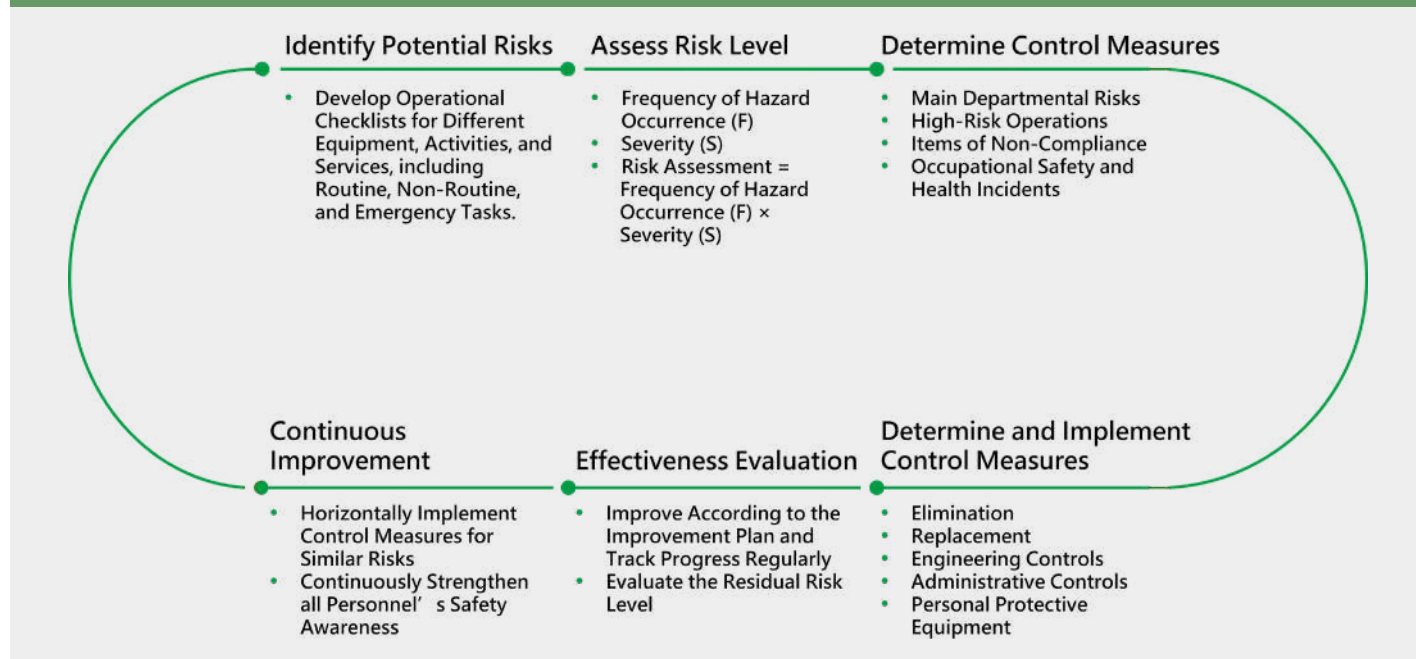 Identify Potential Risks
• Develop Operational
Checklists for Different
Equipment, Activities, and
Services, including
Routine, Non-Routine,
and Emergency Tasks.
Assess Risk Level
• Frequency of Hazard
Occurrence (F)
• Severity (S)
• Risk Assessment =
Frequency of Hazard
Occurrence (F) ×
Severity (S)
Determine Control Measures
• Main Departmental Risks
• High-Risk Operations
• Items of Non-Compliance
• Occupational Safety and
Health Incidents
Determine and Implement
Control Measures
• Elimination
• Replacement
• Engineering Controls
• Administrative Controls
• Personal Protective
Equipment
Effectiveness Evaluation
• Improve According to the
Improvement Plan and
Track Progress Regularly
• Evaluate the Residual Risk
Level
Continuous
Improvement
• Horizontally Implement
Control Measures for
Similar Risks
• Continuously Strengthen
all Personnel’ s Safety
Awareness